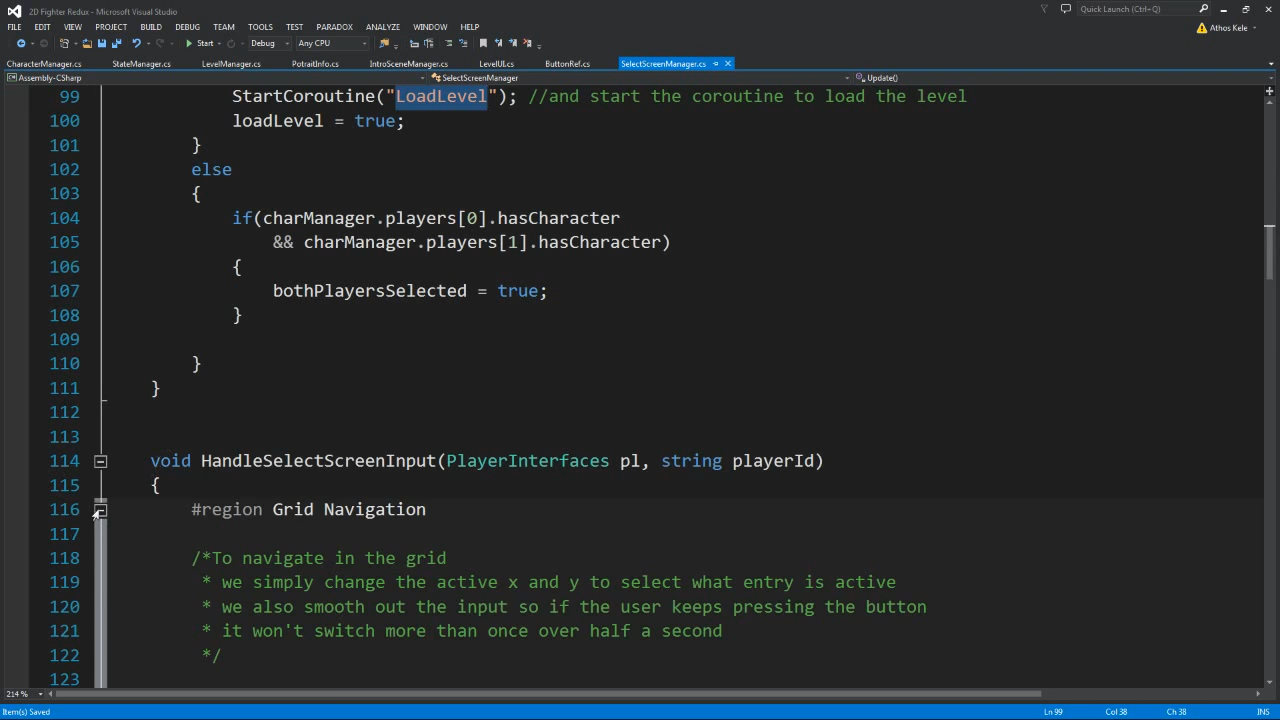 2D Fighter Redux - Microsoft Visual Studio
Quick Launch (Ctrl+Q)
FILE EDIT VIEW PROJECT BUILD DEBUG TEAM TOOLS TEST PARADOX ANALYZE WINDOW HELP
Athos Kele
Start Debug Any CPU
CharacterManager.cs StateManager.cs LevelManager.cs PotraitInfo.cs IntroSceneManager.cs LevelUI.cs ButtonRef.cs SelectScreenManager.cs
Assembly-CSharp SelectScreenManager Update()
99 StartCoroutine("LoadLevel"); //and start the coroutine to load the level
100 loadLevel = true;
101 }
102 else
103 {
104 if(charManager.players[0].hasCharacter
105 && charManager.players[1].hasCharacter)
106 {
107 bothPlayersSelected = true;
108 }
109
110 }
111 }
112
113
114 void HandleSelectScreenInput(PlayerInterfaces pl, string playerId)
115 {
116 #region Grid Navigation
117
118 /*To navigate in the grid
119 * we simply change the active x and y to select what entry is active
120 * we also smooth out the input so if the user keeps pressing the button
121 * it won't switch more than once over half a second
122 */
123
214 %
Item(s) Saved Ln 99 Col 38 Ch 38 INS